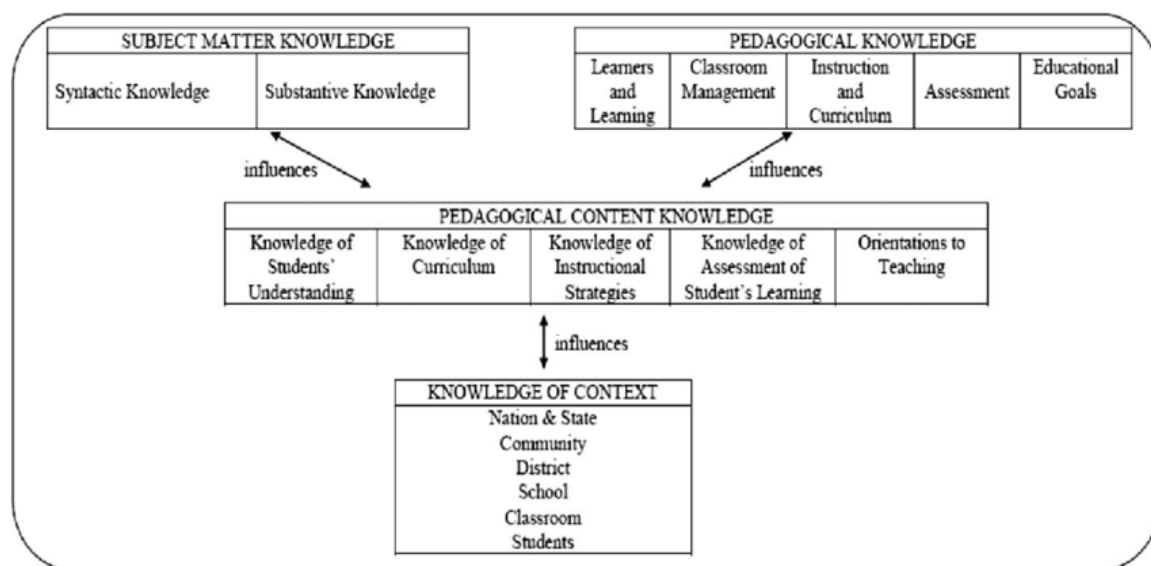 SUBJECT MATTER KNOWLEDGE
Syntactic Knowledge
Substantive Knowledge
PEDAGOGICAL KNOWLEDGE
Learners
and
Learning
Classroom
Management
Instruction
and
Curriculum
Assessment
Educational
Goals
influences
influences
PEDAGOGICAL CONTENT KNOWLEDGE
Knowledge of
Students'
Understanding
Knowledge of
Curriculum
Knowledge of
Instructional
Strategies
Knowledge of
Assessment of
Student's Learning
Orientations to
Teaching
influences
KNOWLEDGE OF CONTEXT
Nation & State
Community
District
School
Classroom
Students